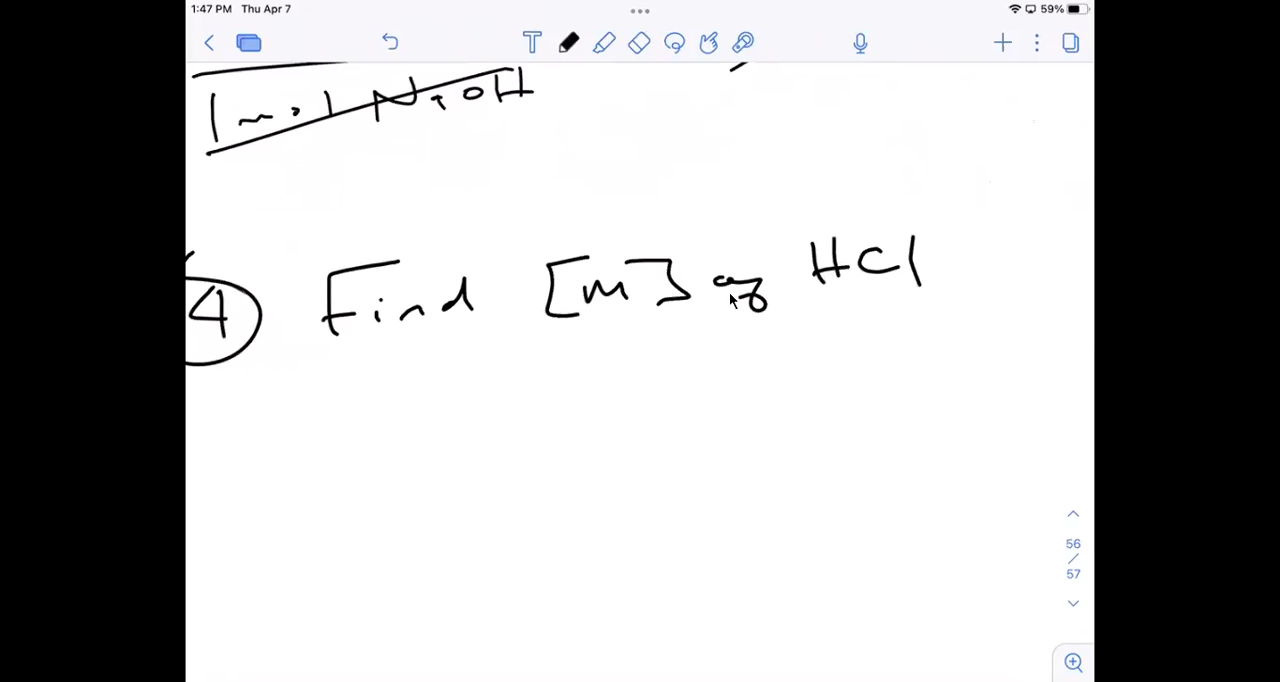 1:47 PM Thu Apr 7
59%
1 mol NaOH
4 Find [M] of HCl
56
57